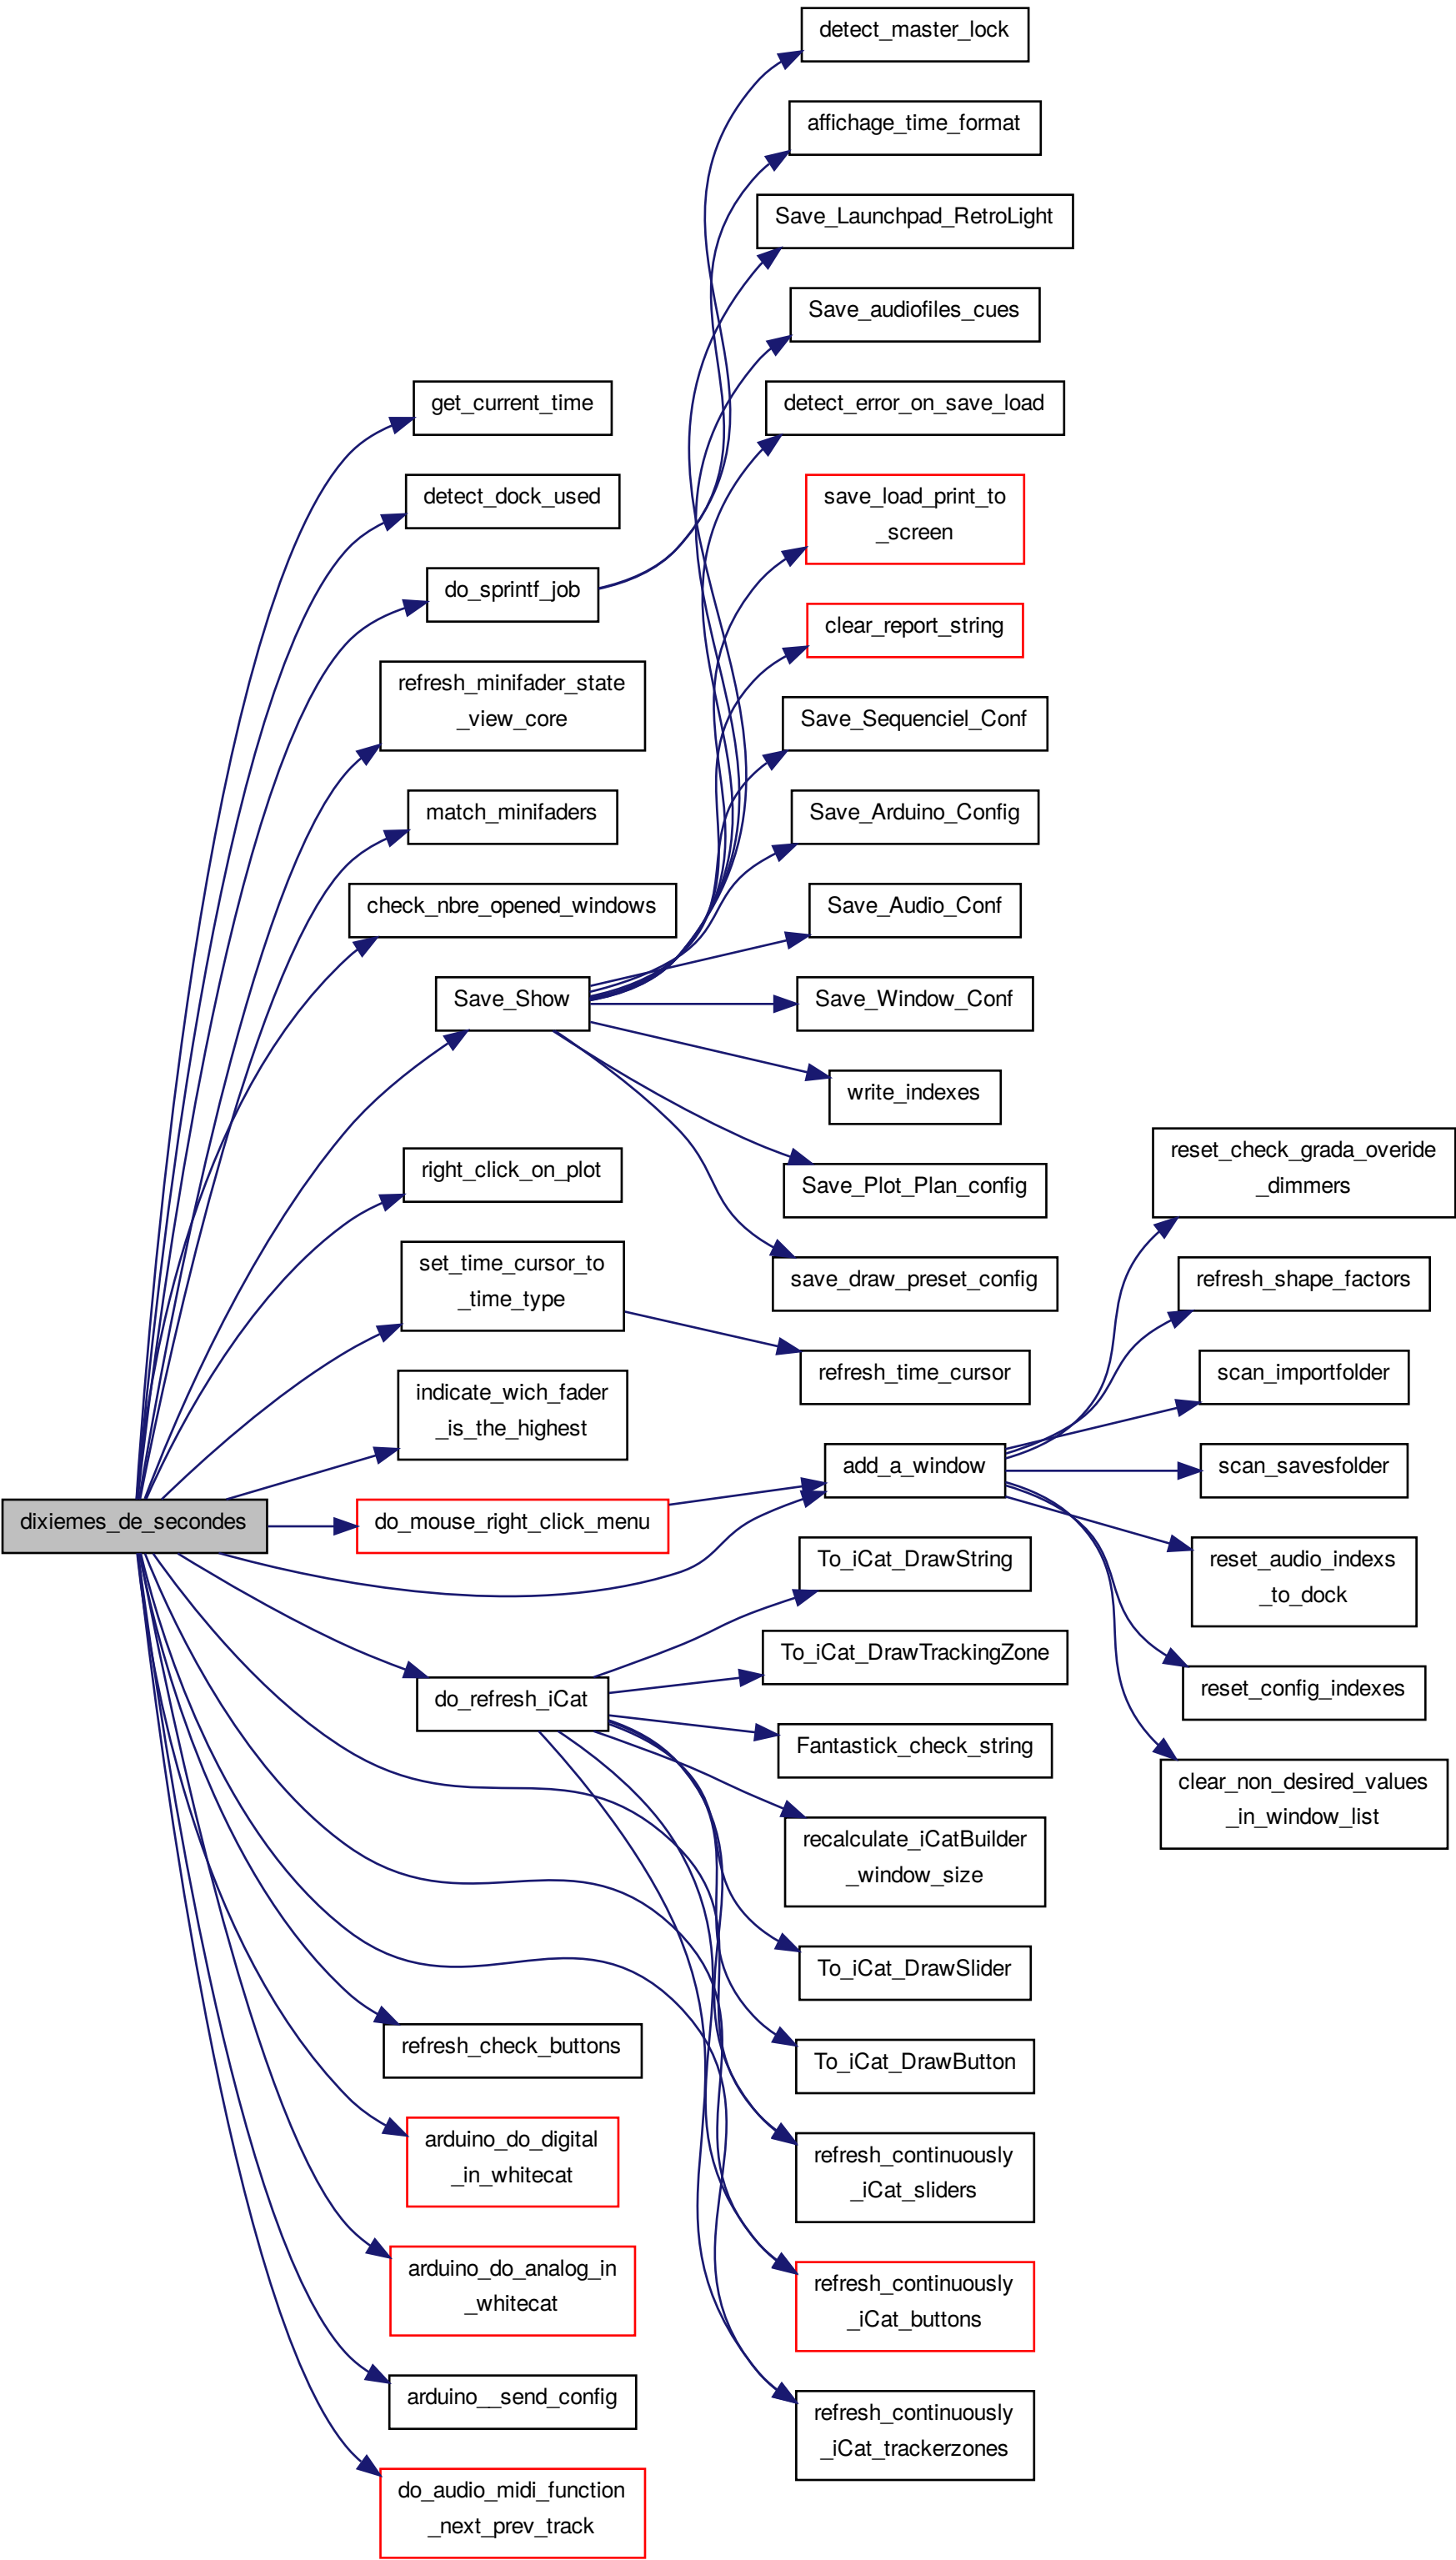 detect_master_lock
affichage_time_format
Save_Launchpad_RetroLight
Save_audiofiles_cues
get_current_time
detect_error_on_save_load
detect_dock_used
save_load_print_to
_screen
do_sprintf_job
clear_report_string
refresh_minifader_state
_view_core
Save_Sequenciel_Conf
match_minifaders
Save_Arduino_Config
check_nbre_opened_windows
Save_Audio_Conf
Save_Show
Save_Window_Conf
write_indexes
right_click_on_plot
Save_Plot_Plan_config
reset_check_grada_overide
_dimmers
set_time_cursor_to
_time_type
save_draw_preset_config
refresh_shape_factors
indicate_wich_fader
_is_the_highest
refresh_time_cursor
scan_importfolder
add_a_window
scan_savesfolder
dixiemes_de_secondes
do_mouse_right_click_menu
To_iCat_DrawString
reset_audio_indexs
_to_dock
To_iCat_DrawTrackingZone
do_refresh_iCat
reset_config_indexes
Fantastick_check_string
clear_non_desired_values
_in_window_list
recalculate_iCatBuilder
_window_size
To_iCat_DrawSlider
refresh_check_buttons
To_iCat_DrawButton
arduino_do_digital
_in_whitecat
refresh_continuously
_iCat_sliders
arduino_do_analog_in
_whitecat
refresh_continuously
_iCat_buttons
arduino__send_config
refresh_continuously
_iCat_trackerzones
do_audio_midi_function
_next_prev_track